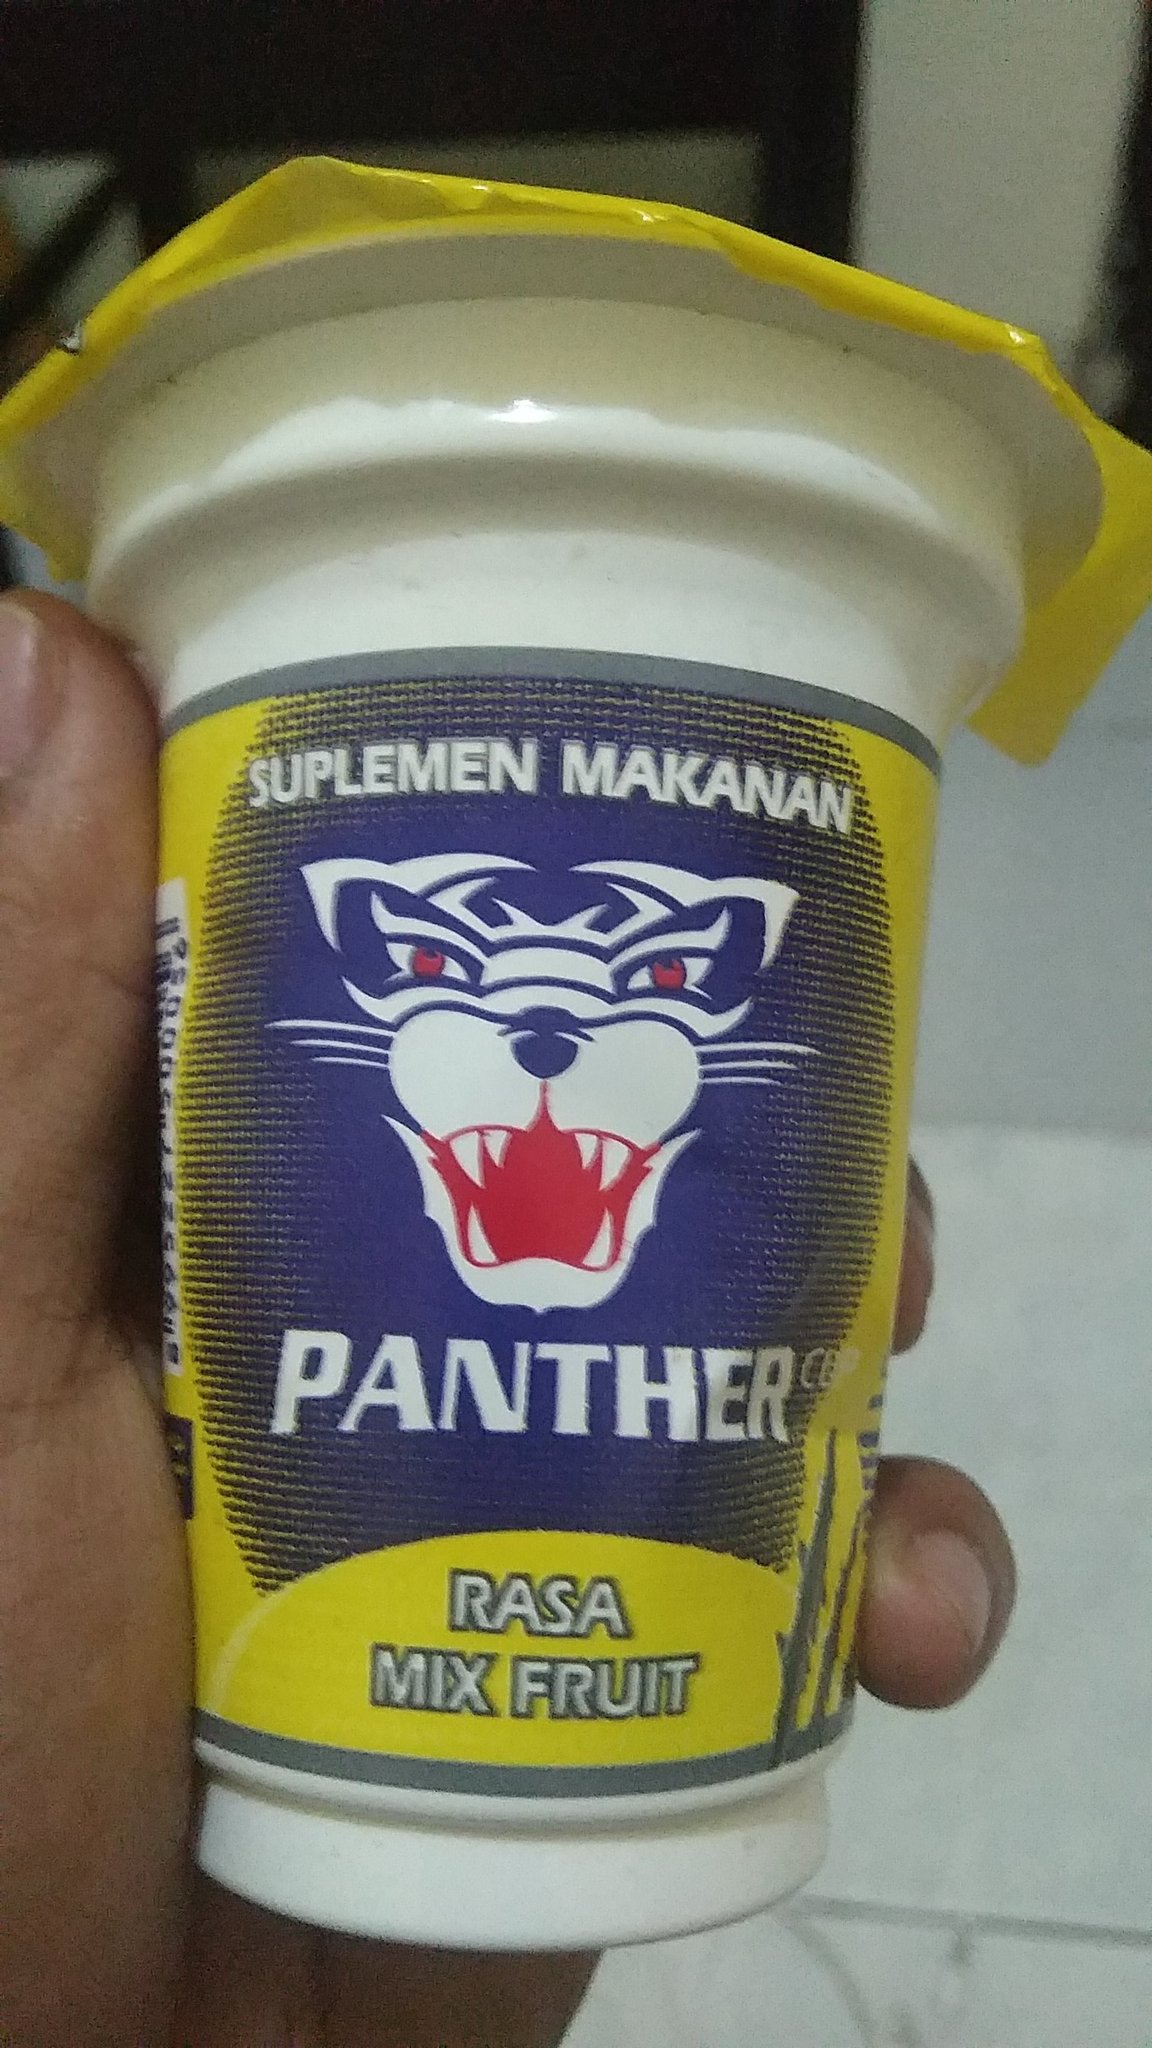 SUPLEMEN MAKANAN
PANTHER
RASA
MIX FRUIT